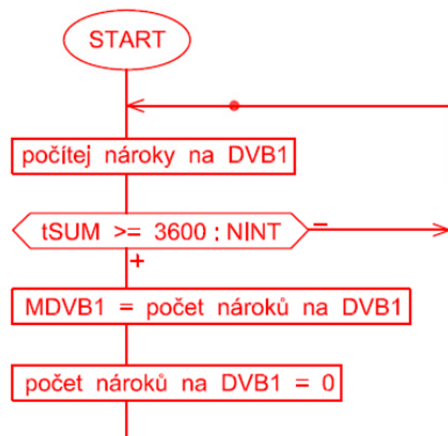 START
počítej nároky na DVB1
tSUM >= 3600 : NINT
–
+
MDVB1 = počet nároků na DVB1
počet nároků na DVB1 = 0